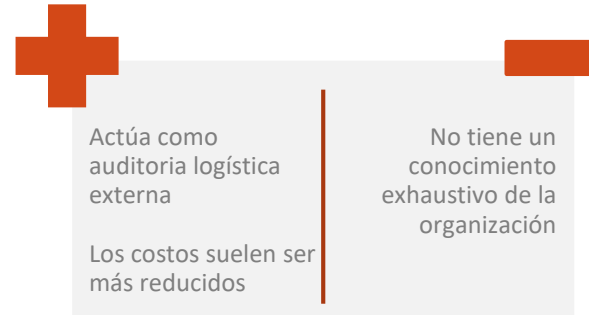 Actúa como
auditoria logística
externa
Los costos suelen ser
más reducidos
No tiene un
conocimiento
exhaustivo de la
organización